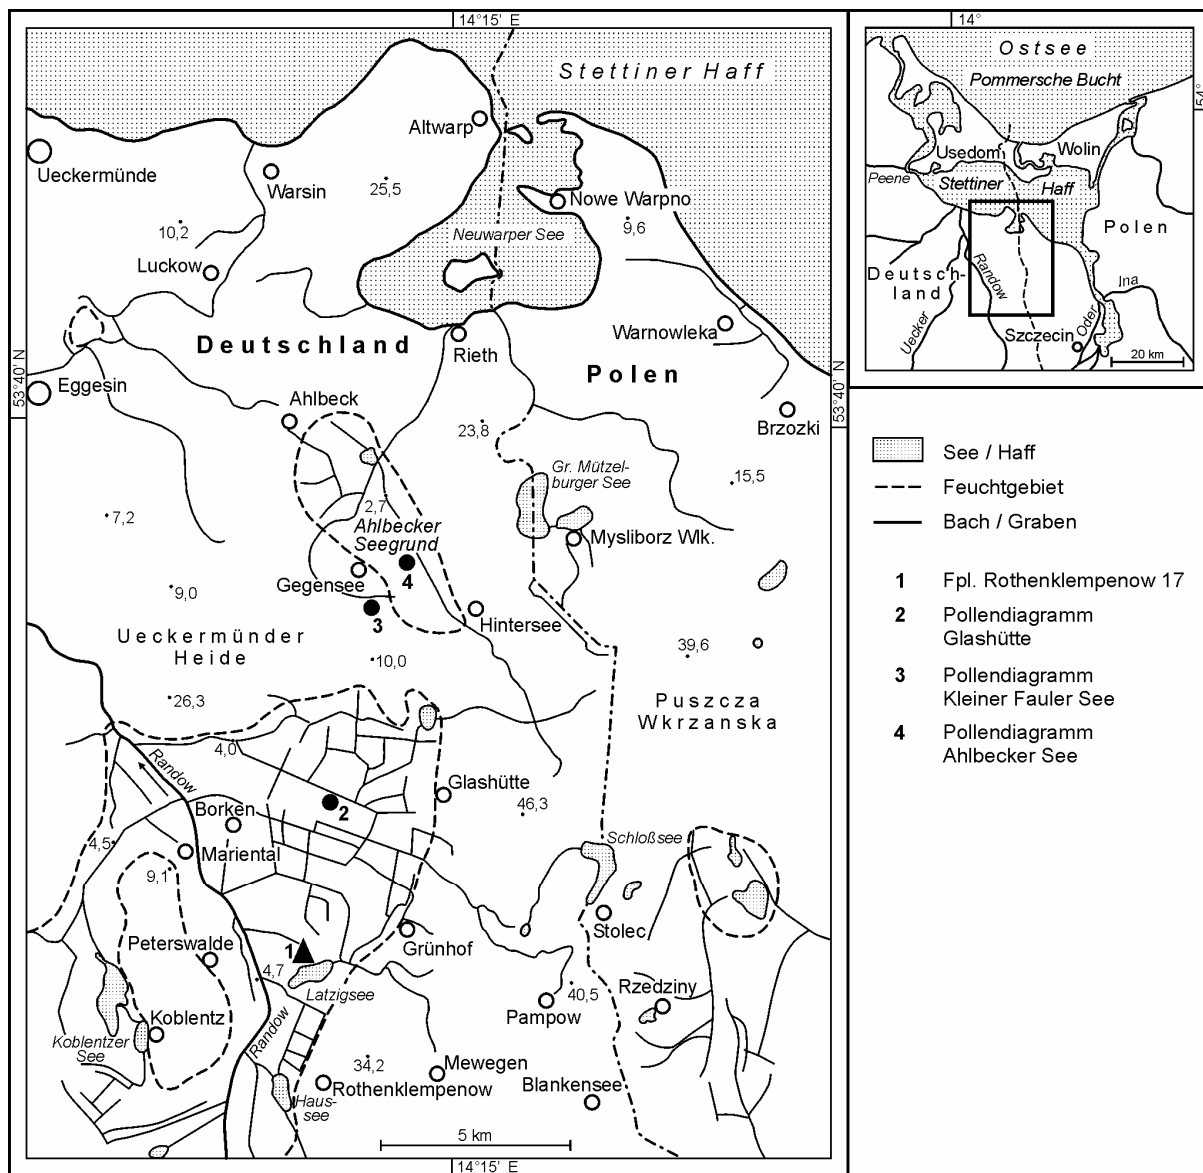 14°15' E
Stettiner Haff
Altwarp
Ueckermünde
Warsin
25,5
Nowe Warpno
10,2
9,6
Neuwarper See
Luckow
Warnowleka
Deutschland
Rieth
Polen
53°40' N
53°40' N
Eggesin
Ahlbeck
23,8
Brzozki
Gr. Mützel-
burger See
15,5
2,7
7,2
Ahlbecker
Seegrund
Mysliborz Wlk.
4
Gegensee
9,0
3
Hintersee
Ueckermünder
Heide
39,6
10,0
26,3
Puszcza
Wkrzanska
4,0
Randow
Glashütte
46,3
2
Borken
4,5
Mariental
Schloßsee
9,1
Stolec
Peterswalde
1
Grünhof
4,7
Latzigsee
40,5
Rzedziny
Pampow
Koblentz
Koblentzer
See
Randow
34,2
Mewegen
Rothenklempenow
Blankensee
Haus-
see
5 km
14°15' E
14°
54°
Ostsee
Pommersche Bucht
Usedom
Wolin
Peene
Stettiner
Haff
Polen
Deutsch-
land
Randow
Ina
Uecker
Szczecin
Oder
20 km
See / Haff
Feuchtgebiet
Bach / Graben
1 Fpl. Rothenklempenow 17
2 Pollendiagramm
Glashütte
3 Pollendiagramm
Kleiner Fauler See
4 Pollendiagramm
Ahlbecker See